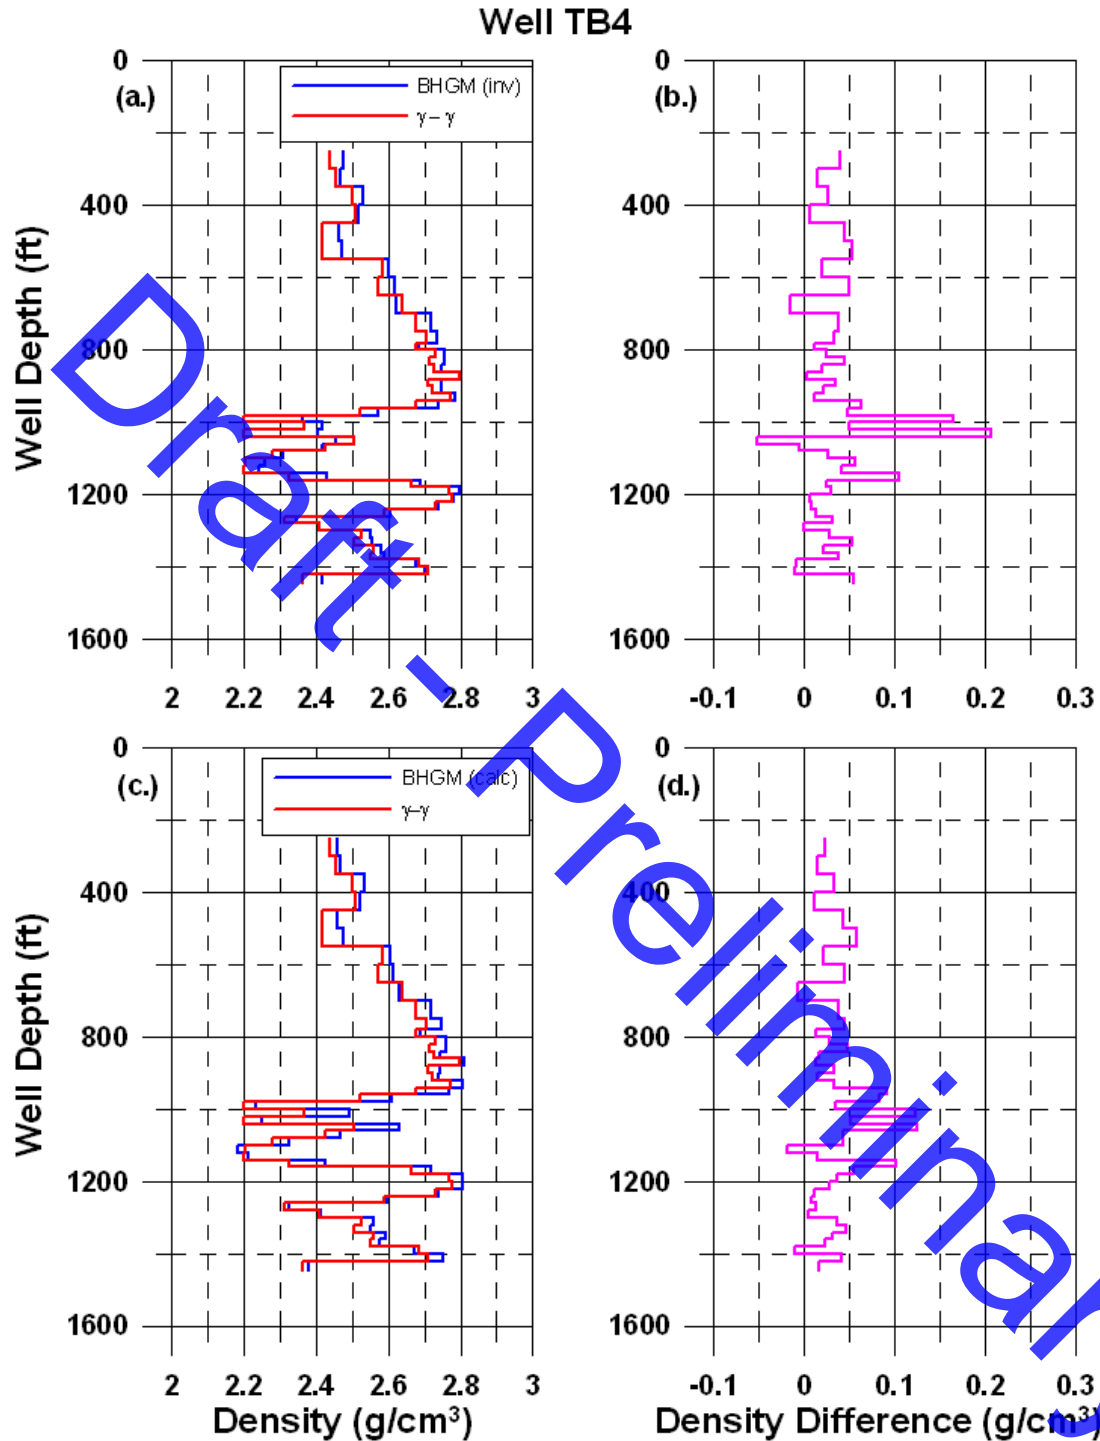 Well TB4
(a.)
BHGM (inv)
γ – γ
0
400
800
1200
1600
2 2.2 2.4 2.6 2.8 3
Well Depth (ft)
(b.)
0
400
800
1200
1600
-0.1 0 0.1 0.2 0.3
(c.)
BHGM (calc)
γ–γ
0
400
800
1200
1600
2 2.2 2.4 2.6 2.8 3
Well Depth (ft)
Density (g/cm³)
(d.)
0
400
800
1200
1600
-0.1 0 0.1 0.2 0.3
Density Difference (g/cm³)
Draft - Preliminary